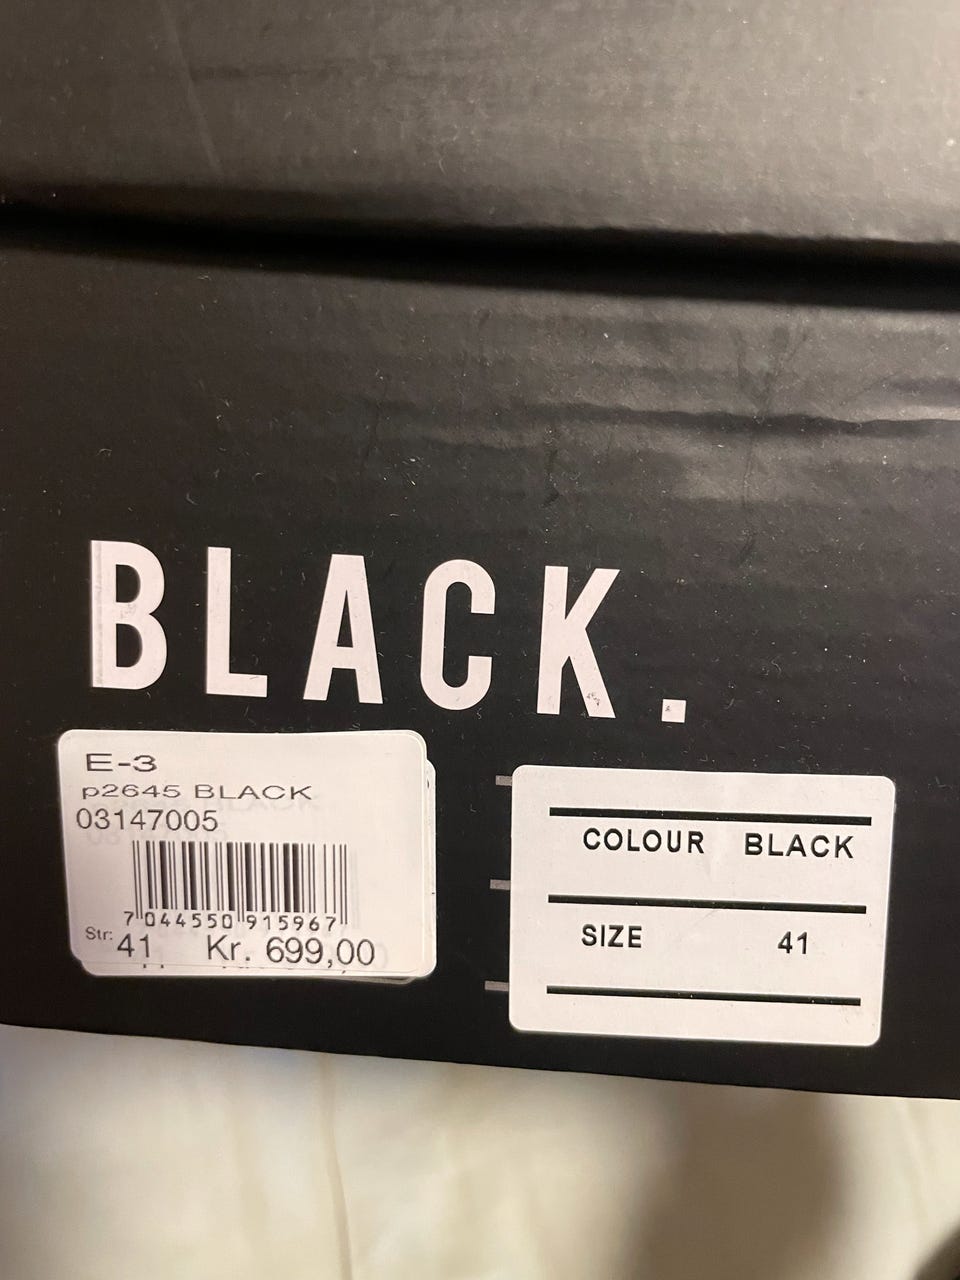 BLACK.
E-3
p2645 BLACK
03147005
7 044550 915967
Str: 41 Kr. 699,00
COLOUR BLACK
SIZE 41